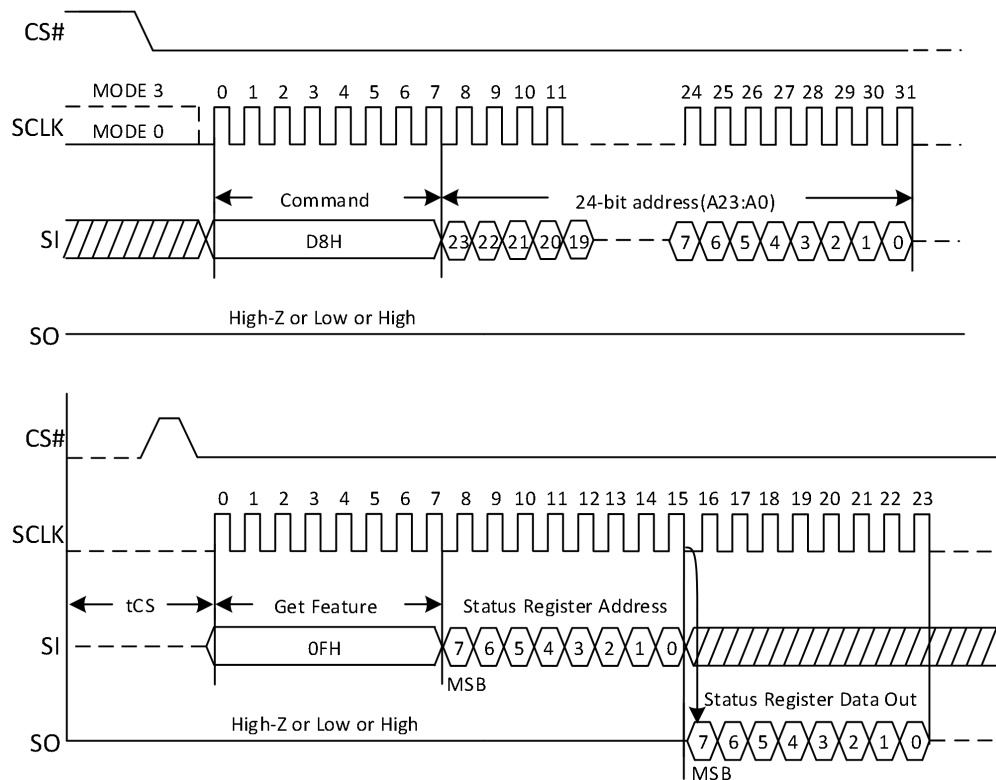 CS#
MODE 3
0 1 2 3 4 5 6 7 8 9 10 11 24 25 26 27 28 29 30 31
SCLK
MODE 0
Command 24-bit address(A23:A0)
SI D8H 23 22 21 20 19 7 6 5 4 3 2 1 0
High-Z or Low or High
SO
CS#
0 1 2 3 4 5 6 7 8 9 10 11 12 13 14 15 16 17 18 19 20 21 22 23
SCLK
tCS Get Feature Status Register Address
SI 0FH 7 6 5 4 3 2 1 0
MSB
Status Register Data Out
High-Z or Low or High
SO 7 6 5 4 3 2 1 0
MSB